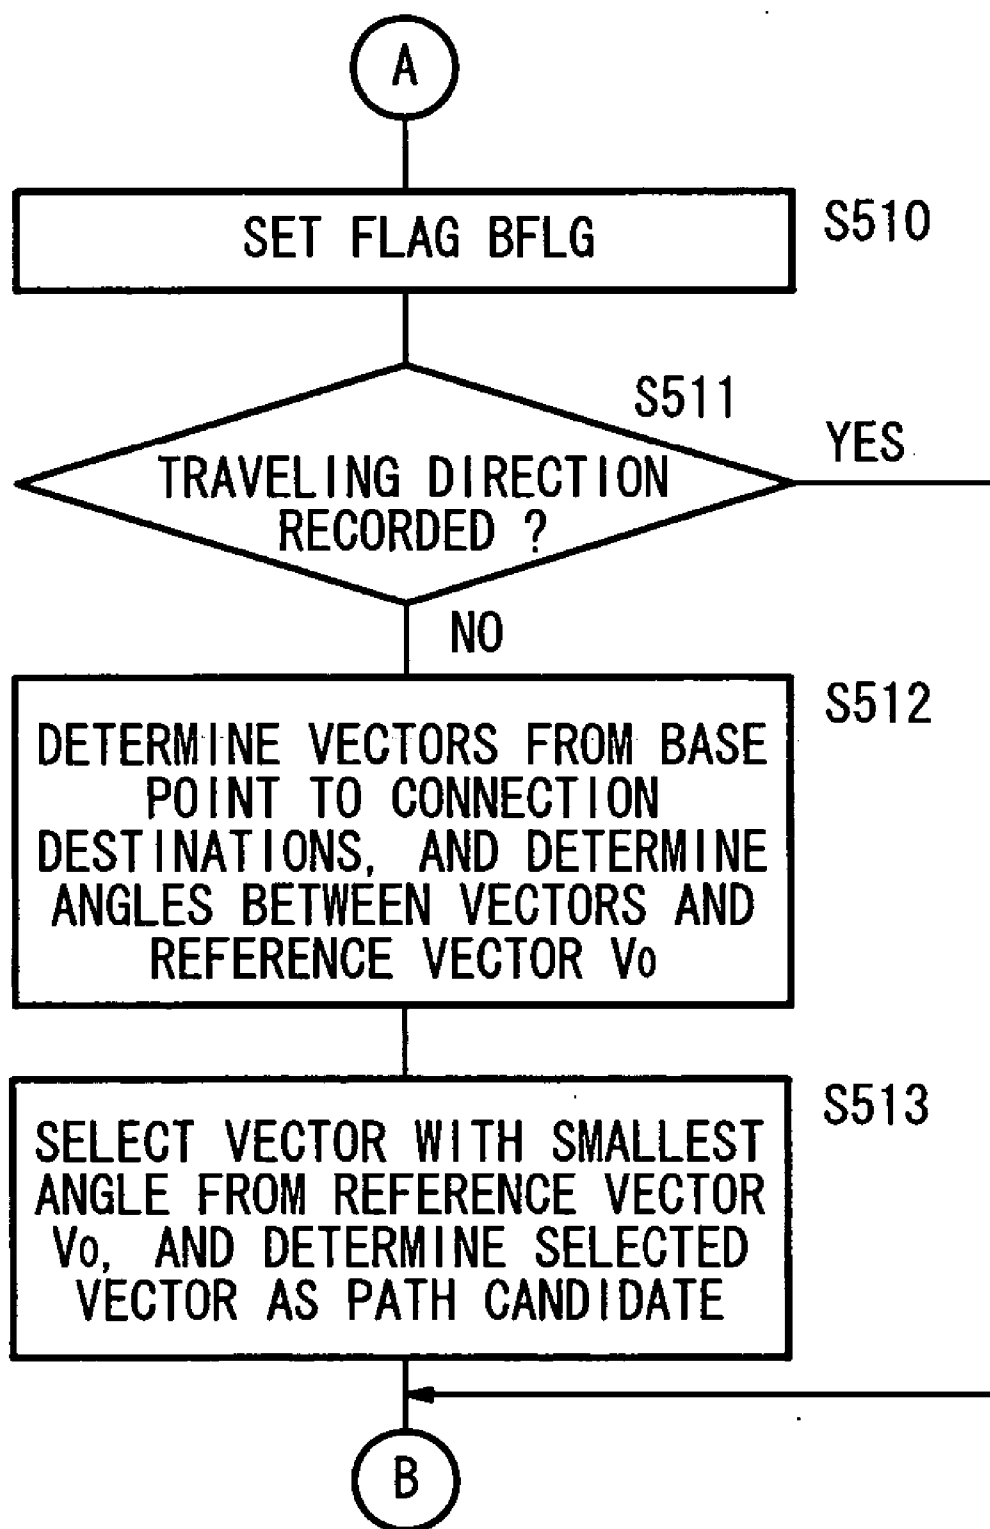 A
SET FLAG BFLG
S510
S511
YES
TRAVELING DIRECTION
RECORDED ?
NO
S512
DETERMINE VECTORS FROM BASE
POINT TO CONNECTION
DESTINATIONS, AND DETERMINE
ANGLES BETWEEN VECTORS AND
REFERENCE VECTOR V0
S513
SELECT VECTOR WITH SMALLEST
ANGLE FROM REFERENCE VECTOR
V0, AND DETERMINE SELECTED
VECTOR AS PATH CANDIDATE
B